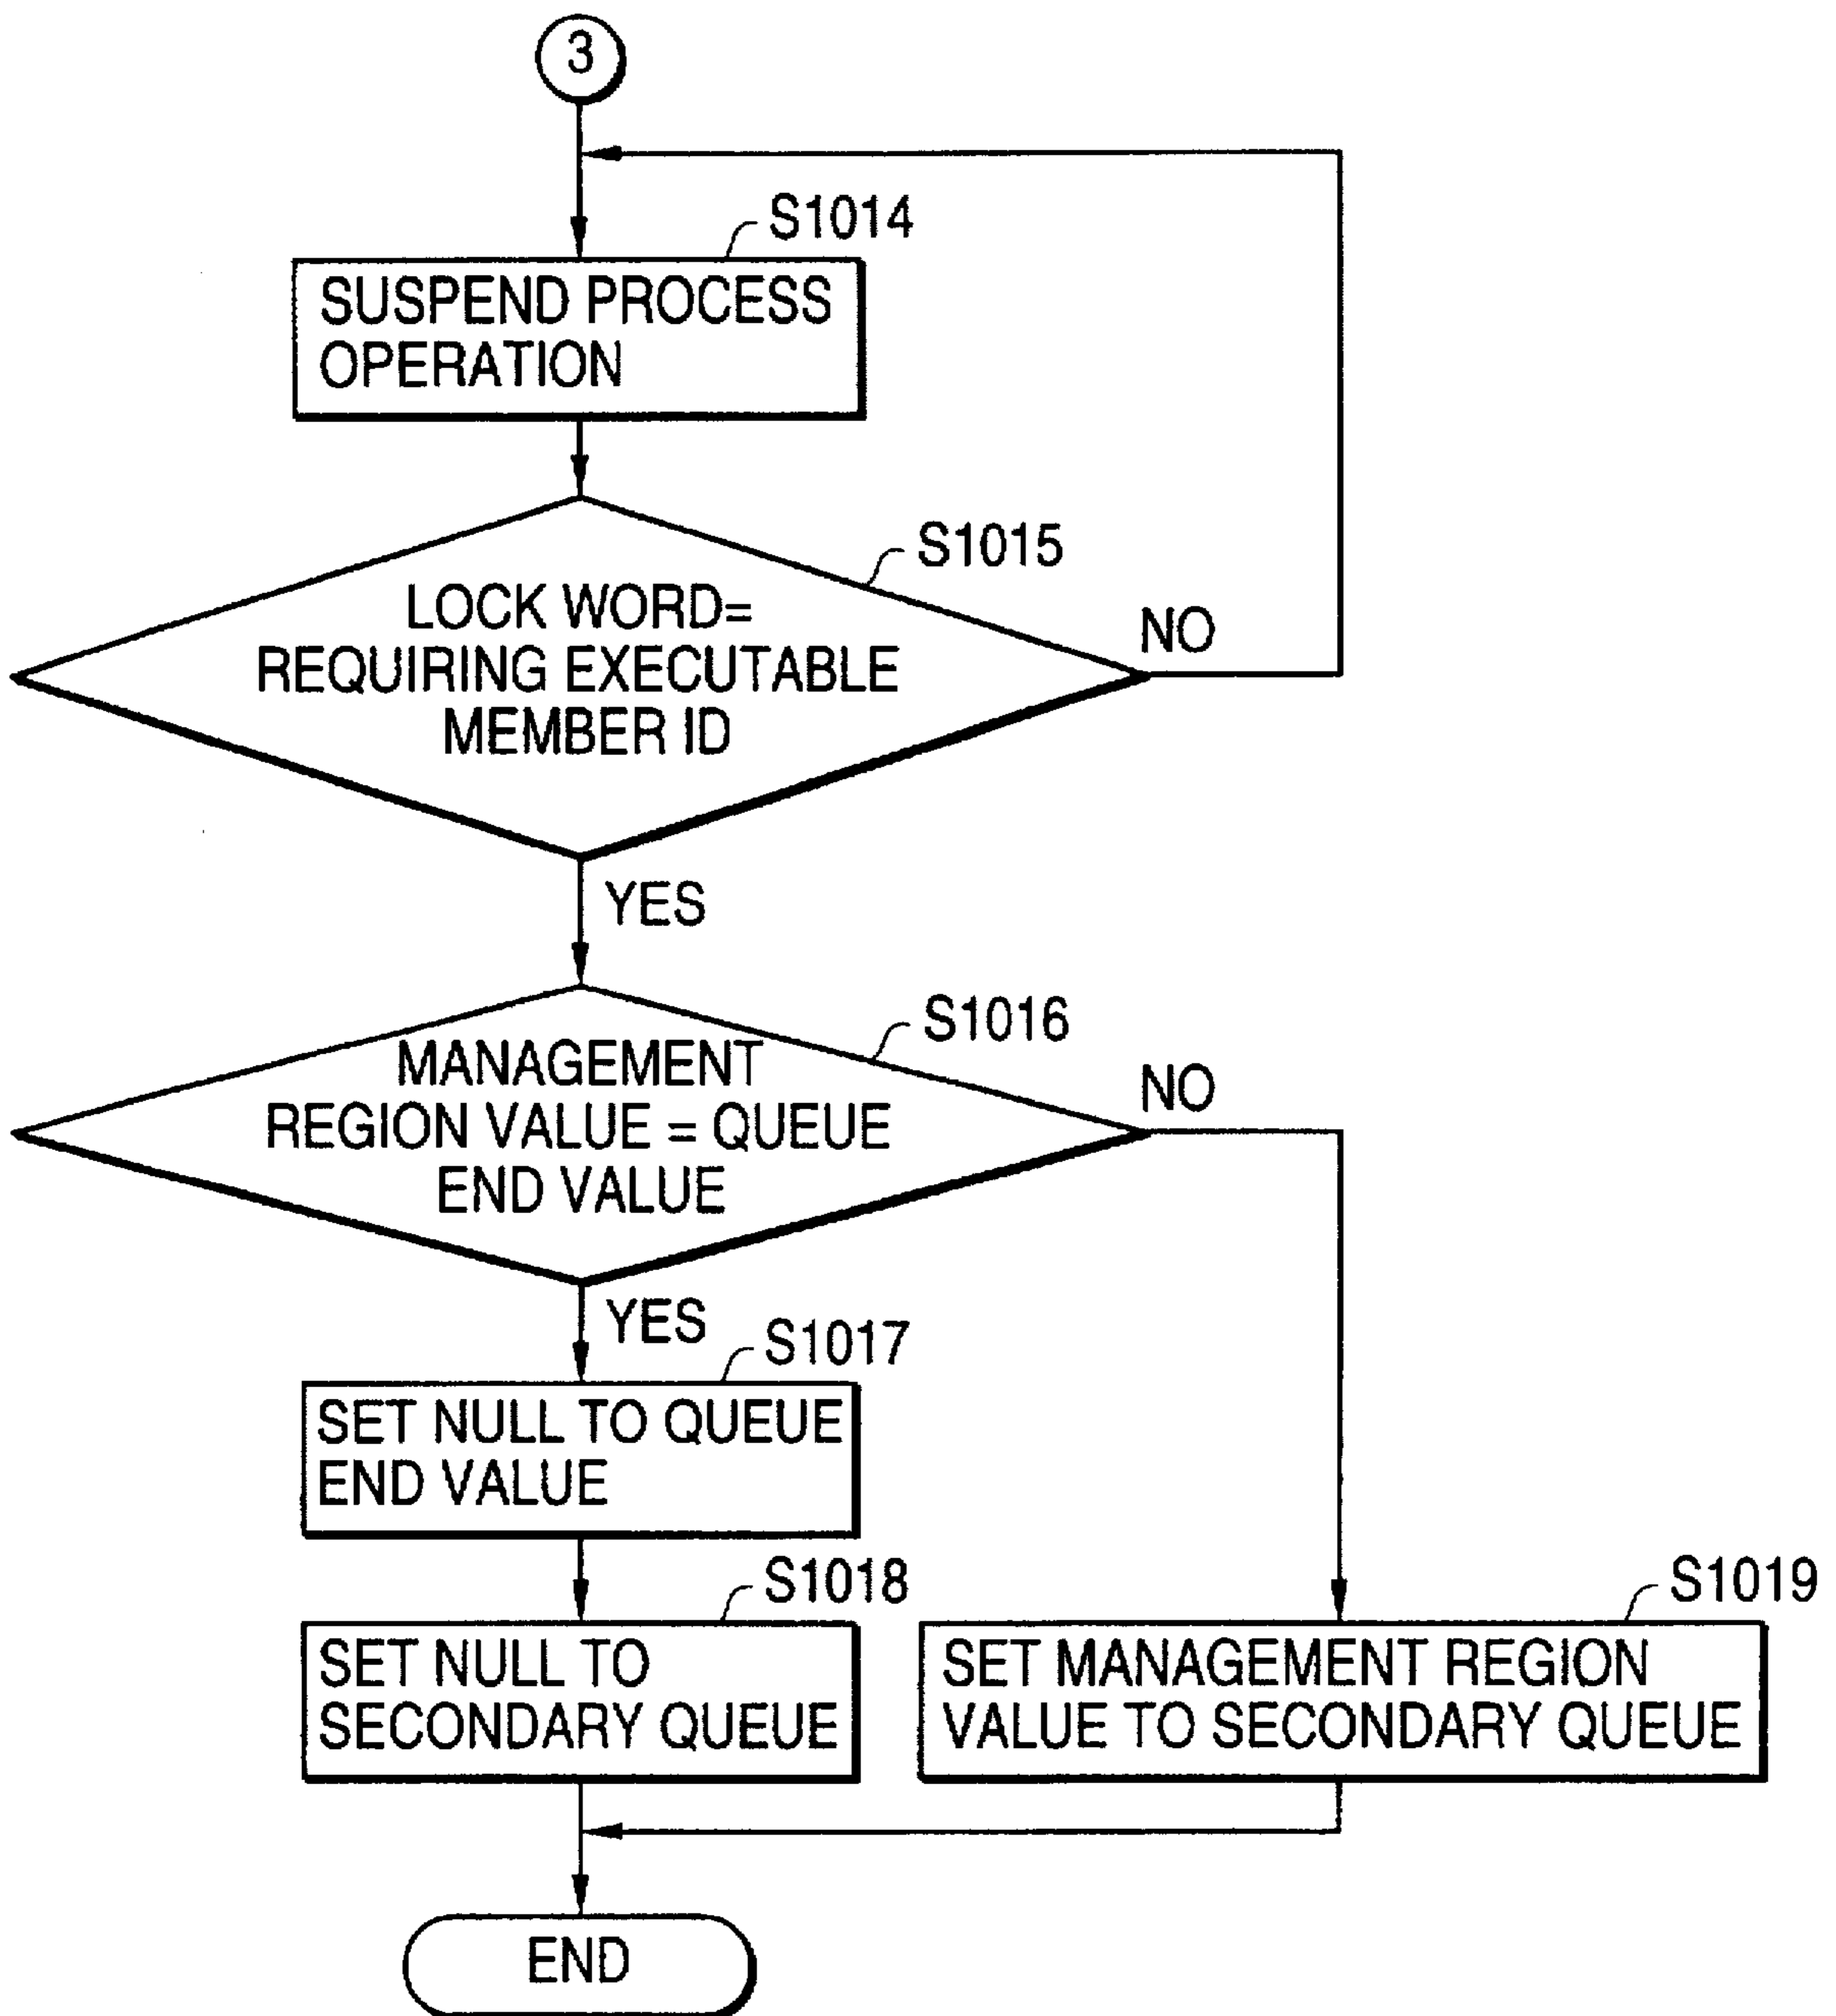 3
S1014
SUSPEND PROCESS
OPERATION
S1015
LOCK WORD=
REQUIRING EXECUTABLE
MEMBER ID
NO
YES
S1016
MANAGEMENT
REGION VALUE = QUEUE
END VALUE
NO
YES
S1017
SET NULL TO QUEUE
END VALUE
S1018
SET NULL TO
SECONDARY QUEUE
S1019
SET MANAGEMENT REGION
VALUE TO SECONDARY QUEUE
END